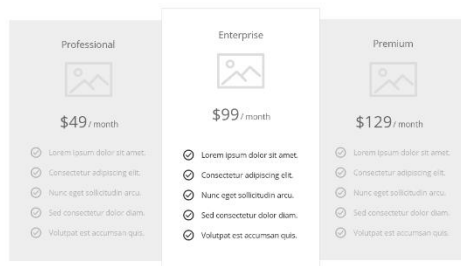 Professional
$49 / month
Lorem ipsum dolor sit amet.
Consectetur adipiscing elit.
Nunc eget sollicitudin arcu.
Sed consectetur dolor diam.
Volutpat est accumsan quis.
Enterprise
$99 / month
Lorem ipsum dolor sit amet.
Consectetur adipiscing elit.
Nunc eget sollicitudin arcu.
Sed consectetur dolor diam.
Volutpat est accumsan quis.
Premium
$129 / month
Lorem ipsum dolor sit amet.
Consectetur adipiscing elit.
Nunc eget sollicitudin arcu.
Sed consectetur dolor diam.
Volutpat est accumsan quis.